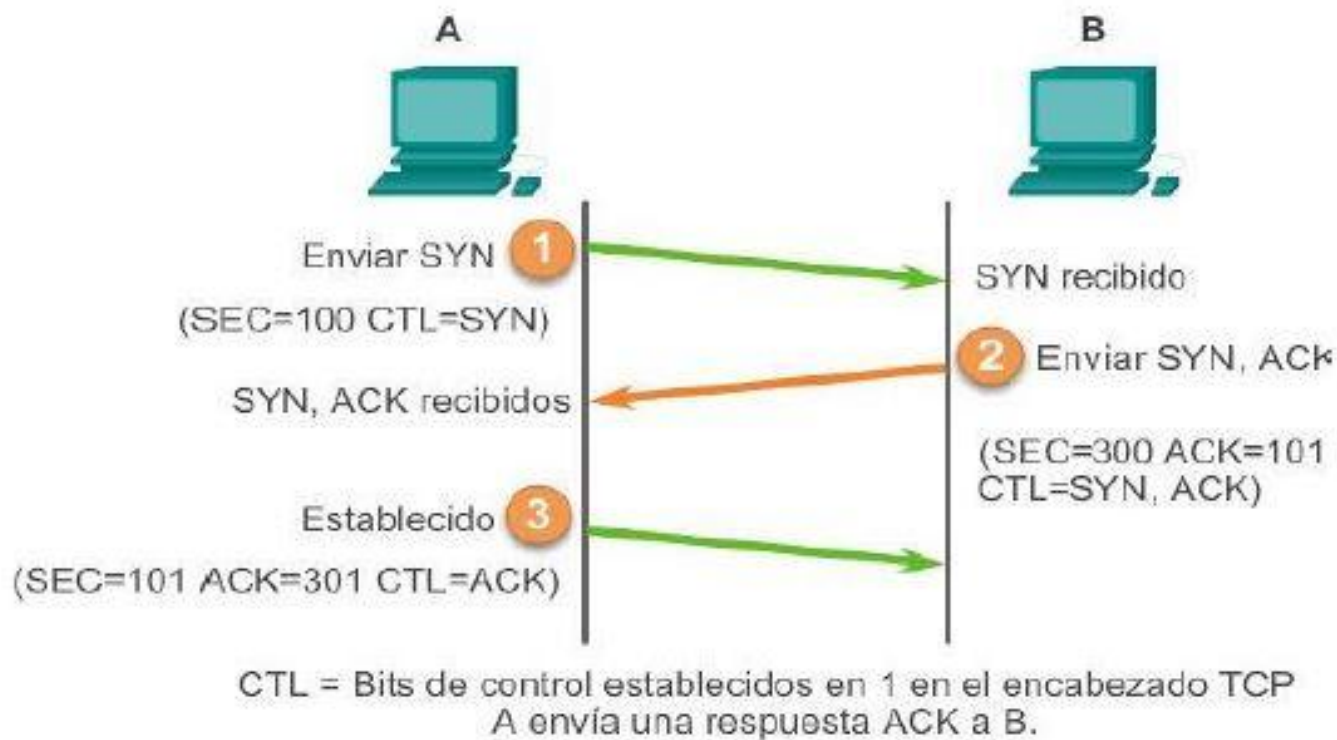 A
B
Enviar SYN 1
(SEC=100 CTL=SYN)
SYN recibido
2 Enviar SYN, ACK
SYN, ACK recibidos
(SEC=300 ACK=101
CTL=SYN, ACK)
Establecido 3
(SEC=101 ACK=301 CTL=ACK)
CTL = Bits de control establecidos en 1 en el encabezado TCP
A envía una respuesta ACK a B.